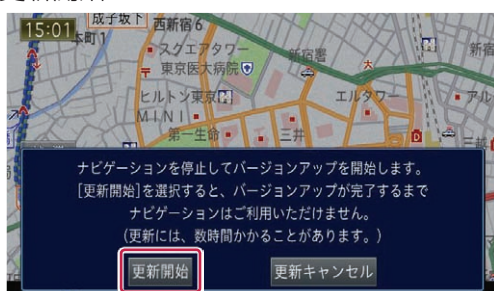 15:01
成子坂下
西新宿6
本町1
スクエアタワー
新宿署
東京医大病院
ヒルトン東京
エルタワー
MINI
アル
第一生命
三井
三越
ナビゲーションを停止してバージョンアップを開始します。
[更新開始]を選択すると、バージョンアップが完了するまで
ナビゲーションはご利用いただけません。
(更新には、数時間かかることがあります。)
更新開始
更新キャンセル